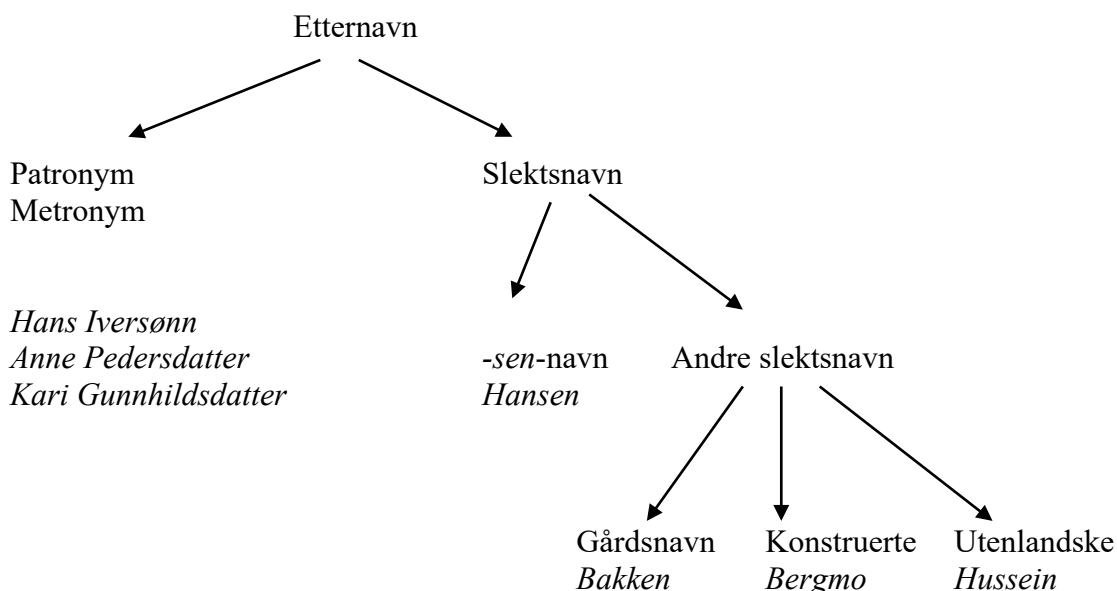 Etternavn
Patronym
Metronym
Slektsnavn
Hans Iversønn
Anne Pedersdatter
Kari Gunnhildsdatter
-sen-navn
Hansen
Andre slektsnavn
Gårdsnavn
Bakken
Konstruerte
Bergmo
Utenlandske
Hussein